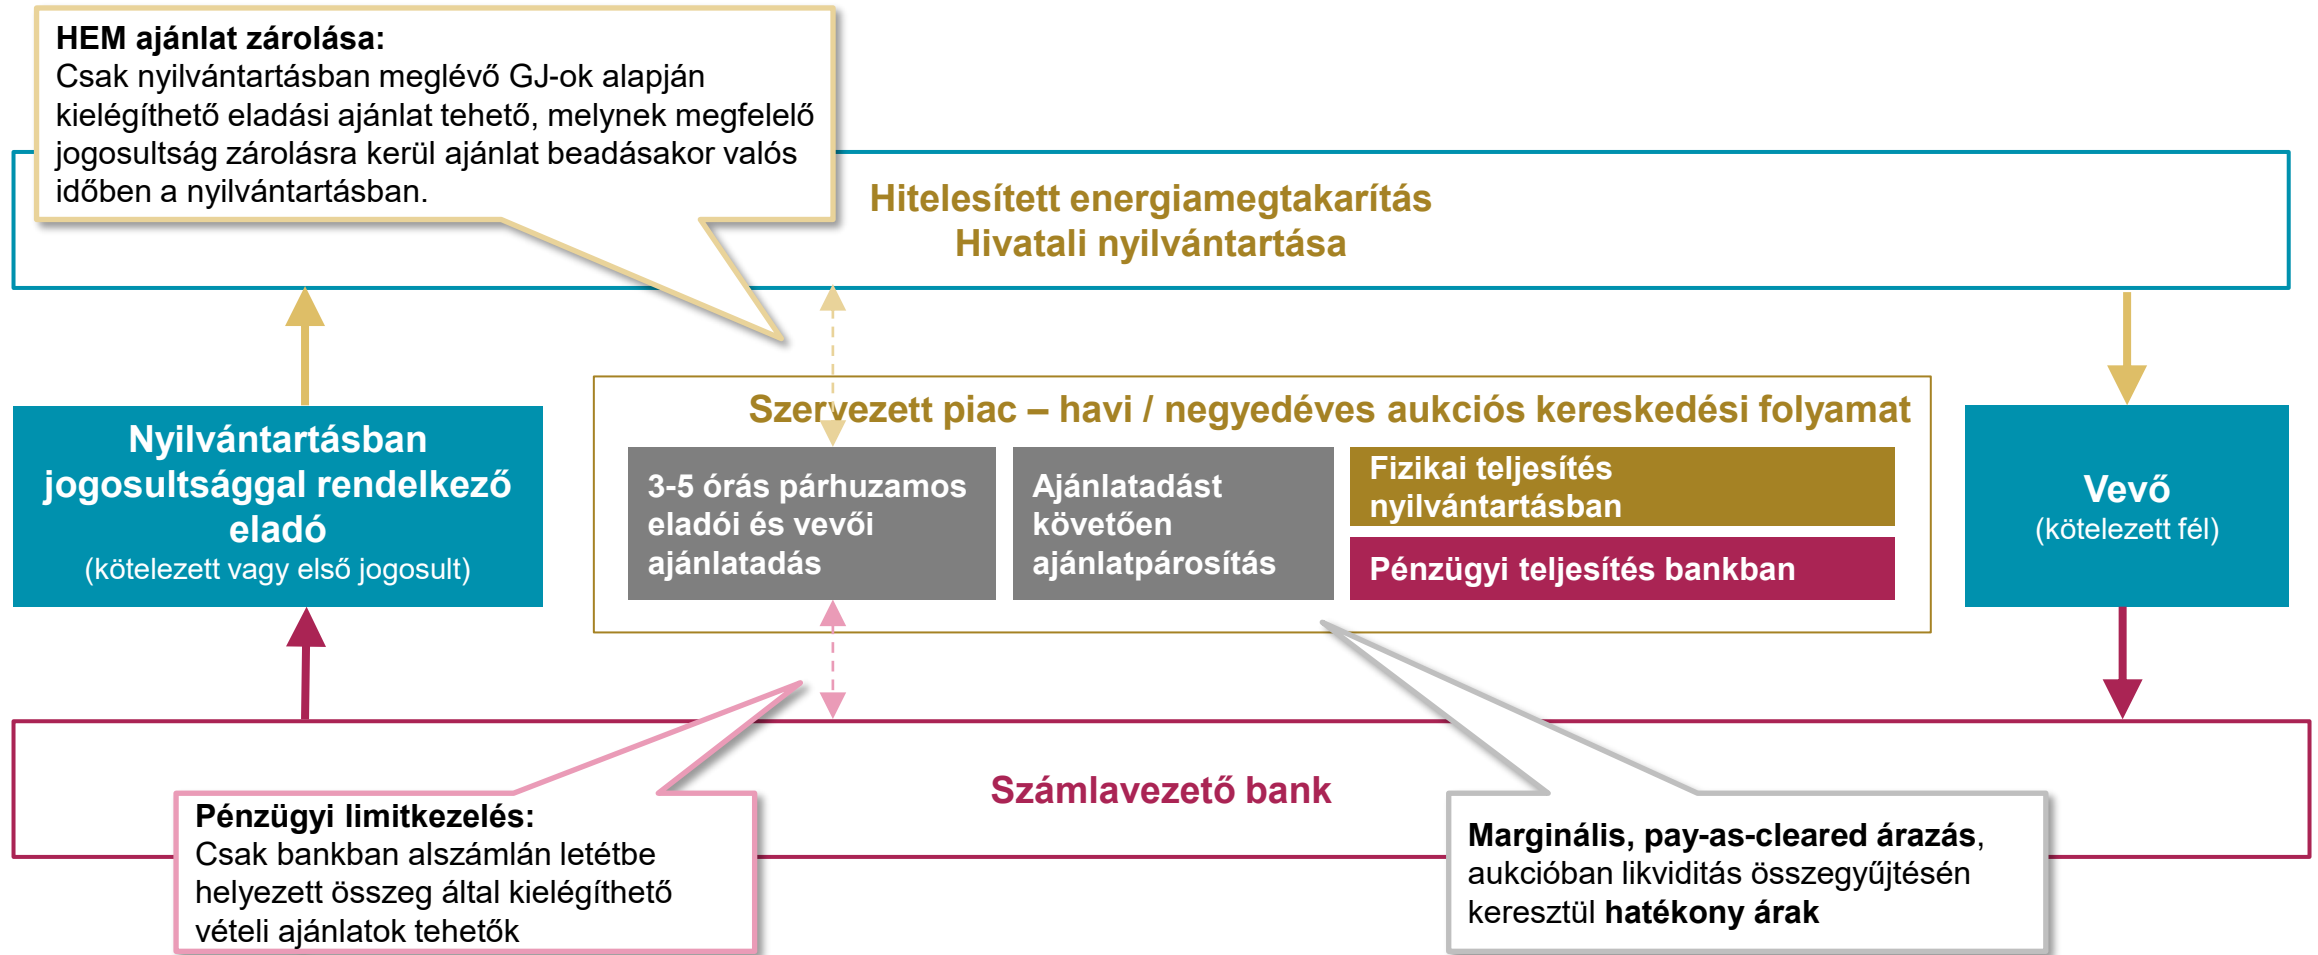 HEM ajánlat zárolása:
Csak nyilvántartásban meglévő GJ-ok alapján
kielégíthető eladási ajánlat tehető, melynek megfelelő
jogosultság zárolásra kerül ajánlat beadásakor valós
időben a nyilvántartásban.
Hitelesített energiamegtakarítás
Hivatali nyilvántartása
Szervezett piac – havi / negyedéves aukciós kereskedési folyamat
Nyilvántartásban
jogosultsággal rendelkező
eladó
(kötelezett vagy első jogosult)
3-5 órás párhuzamos
eladói és vevői
ajánlatadás
Ajánlatadást
követően
ajánlatpárosítás
Fizikai teljesítés
nyilvántartásban
Pénzügyi teljesítés bankban
Vevő
(kötelezett fél)
Számlavezető bank
Pénzügyi limitkezelés:
Csak bankban alszámlán letétbe
helyezett összeg által kielégíthető
vételi ajánlatok tehetők
Marginális, pay-as-cleared árazás,
aukcióban likviditás összegyűjtésén
keresztül hatékony árak